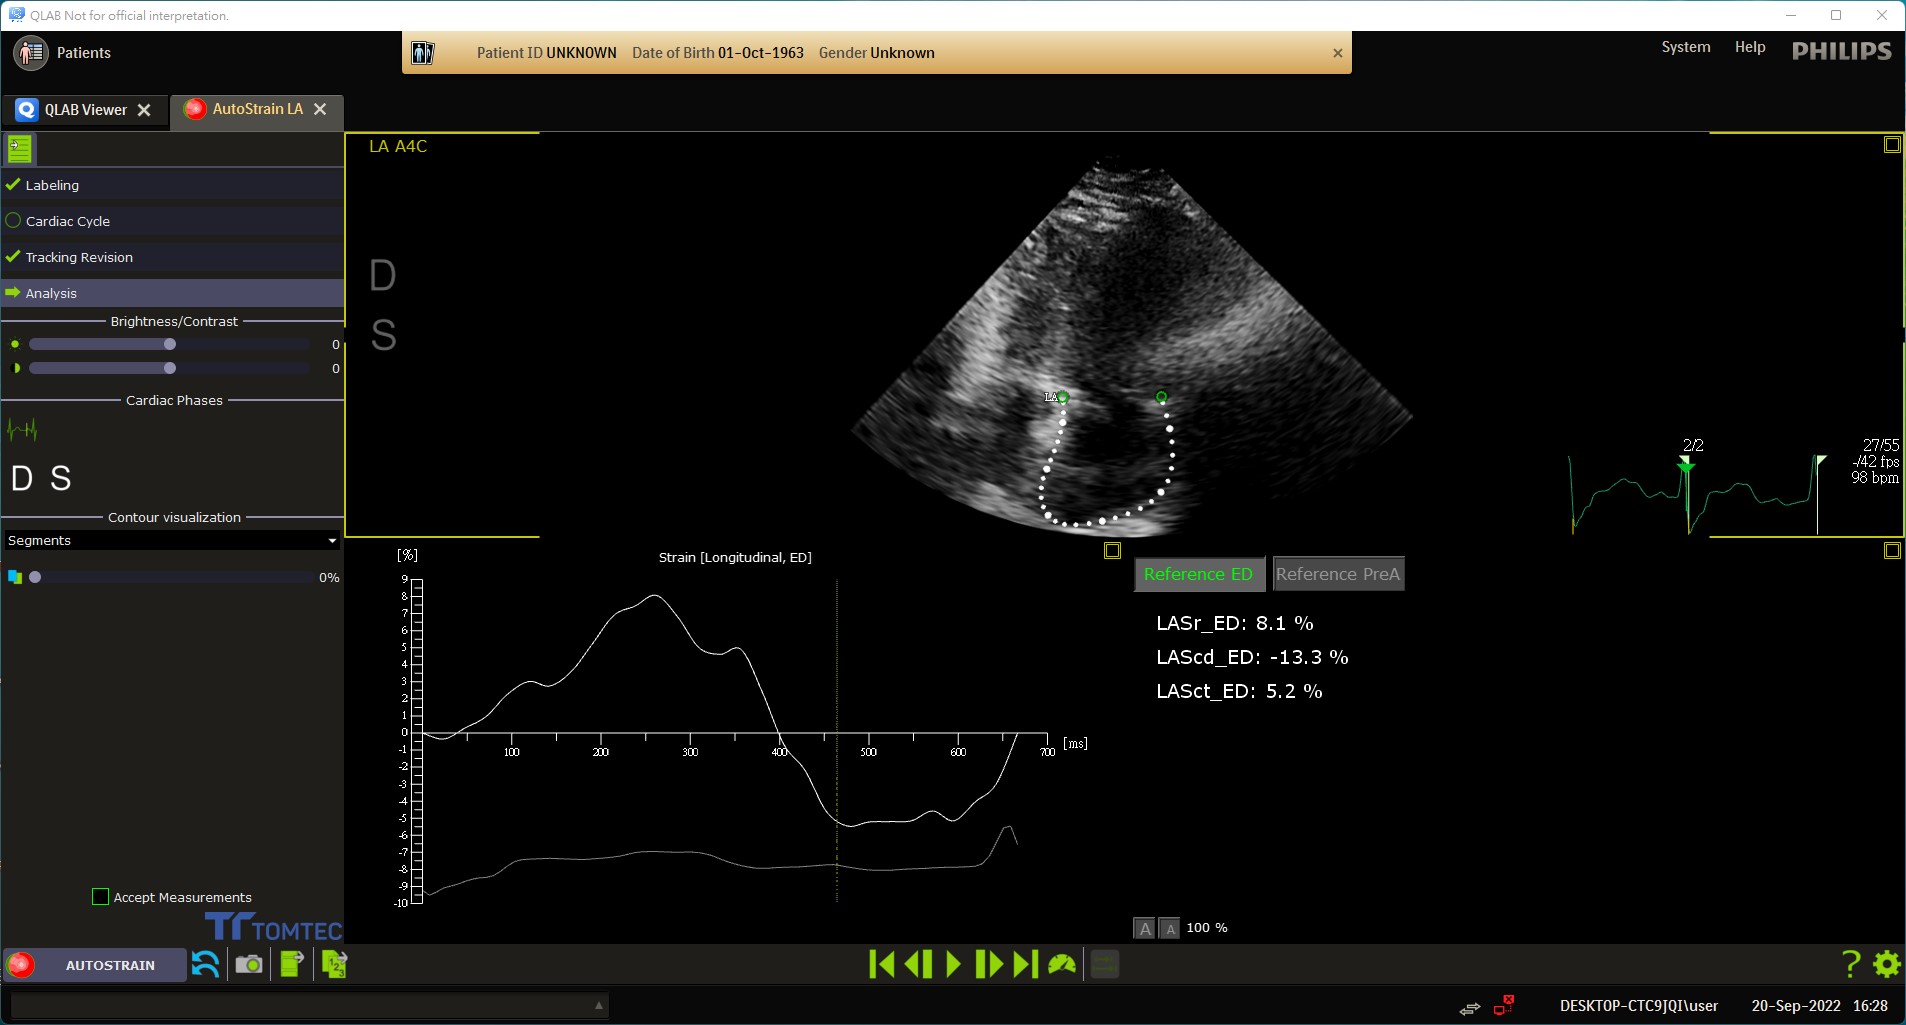 QLAB Not for official interpretation.
Patients
Patient ID UNKNOWN Date of Birth 01-Oct-1963 Gender Unknown
System Help PHILIPS
QLAB Viewer
AutoStrain LA
Labeling
Cardiac Cycle
Tracking Revision
Analysis
Brightness/Contrast
0
0
Cardiac Phases
D S
Contour visualization
Segments
0%
Accept Measurements
TOMTEC
LA A4C
D
S
LA
2/2
27/55
-/42 fps
98 bpm
[%]
Strain [Longitudinal, ED]
9
8
7
6
5
4
3
2
1
0
-1
-2
-3
-4
-5
-6
-7
-8
-9
-10
100 200 300 400 500 600 700 [ms]
Reference ED Reference PreA
LASr_ED: 8.1 %
LAScd_ED: -13.3 %
LASct_ED: 5.2 %
A A 100 %
AUTOSTRAIN
1 2 3
?
DESKTOP-CTC9JQI\user 20-Sep-2022 16:28